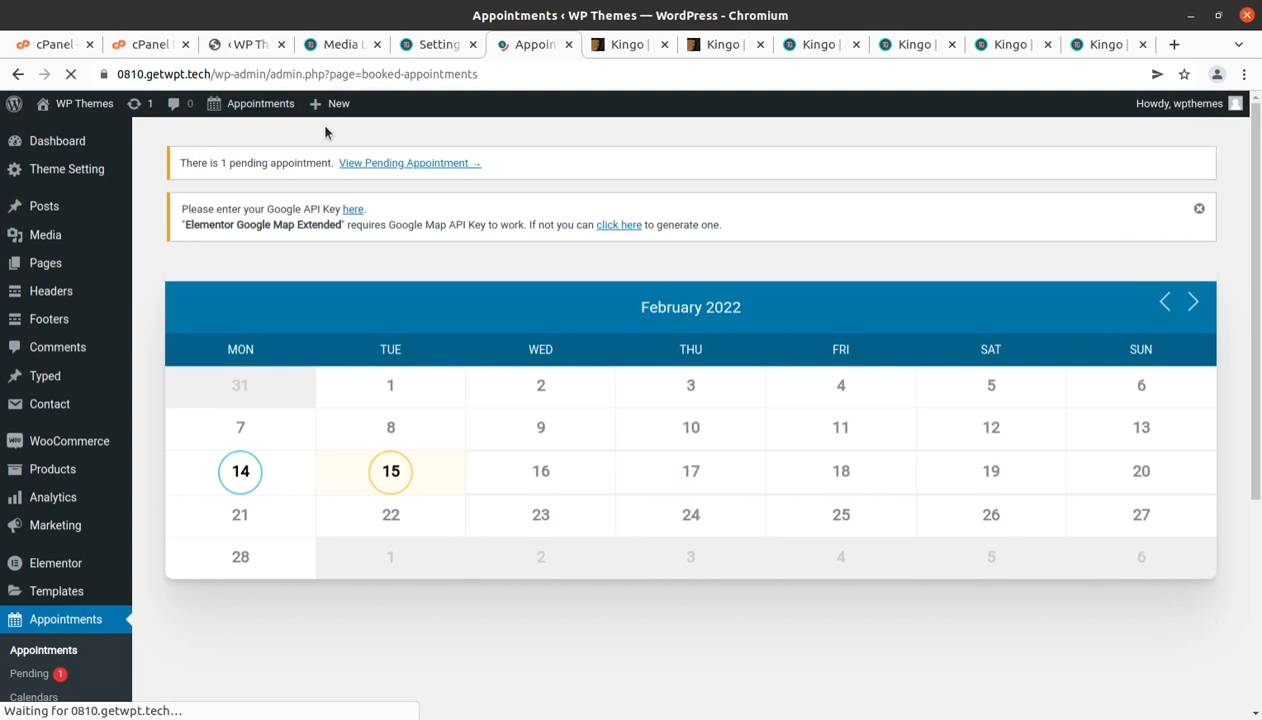 Appointments ‹ WP Themes — WordPress - Chromium
cPanel
cPanel
‹ WP Th
Media
Setting
Appoin
Kingo |
Kingo |
Kingo |
Kingo |
Kingo |
Kingo |
0810.getwpt.tech/wp-admin/admin.php?page=booked-appointments
WP Themes 1 0 Appointments New
Howdy, wpthemes
Dashboard
Theme Setting
Posts
Media
Pages
Headers
Footers
Comments
Typed
Contact
WooCommerce
Products
Analytics
Marketing
Elementor
Templates
Appointments
Appointments
Pending 1
Calendars
There is 1 pending appointment. View Pending Appointment →
Please enter your Google API Key here.
"Elementor Google Map Extended" requires Google Map API Key to work. If not you can click here to generate one.
February 2022
MON TUE WED THU FRI SAT SUN
31 1 2 3 4 5 6
7 8 9 10 11 12 13
14 15 16 17 18 19 20
21 22 23 24 25 26 27
28 1 2 3 4 5 6
Waiting for 0810.getwpt.tech…